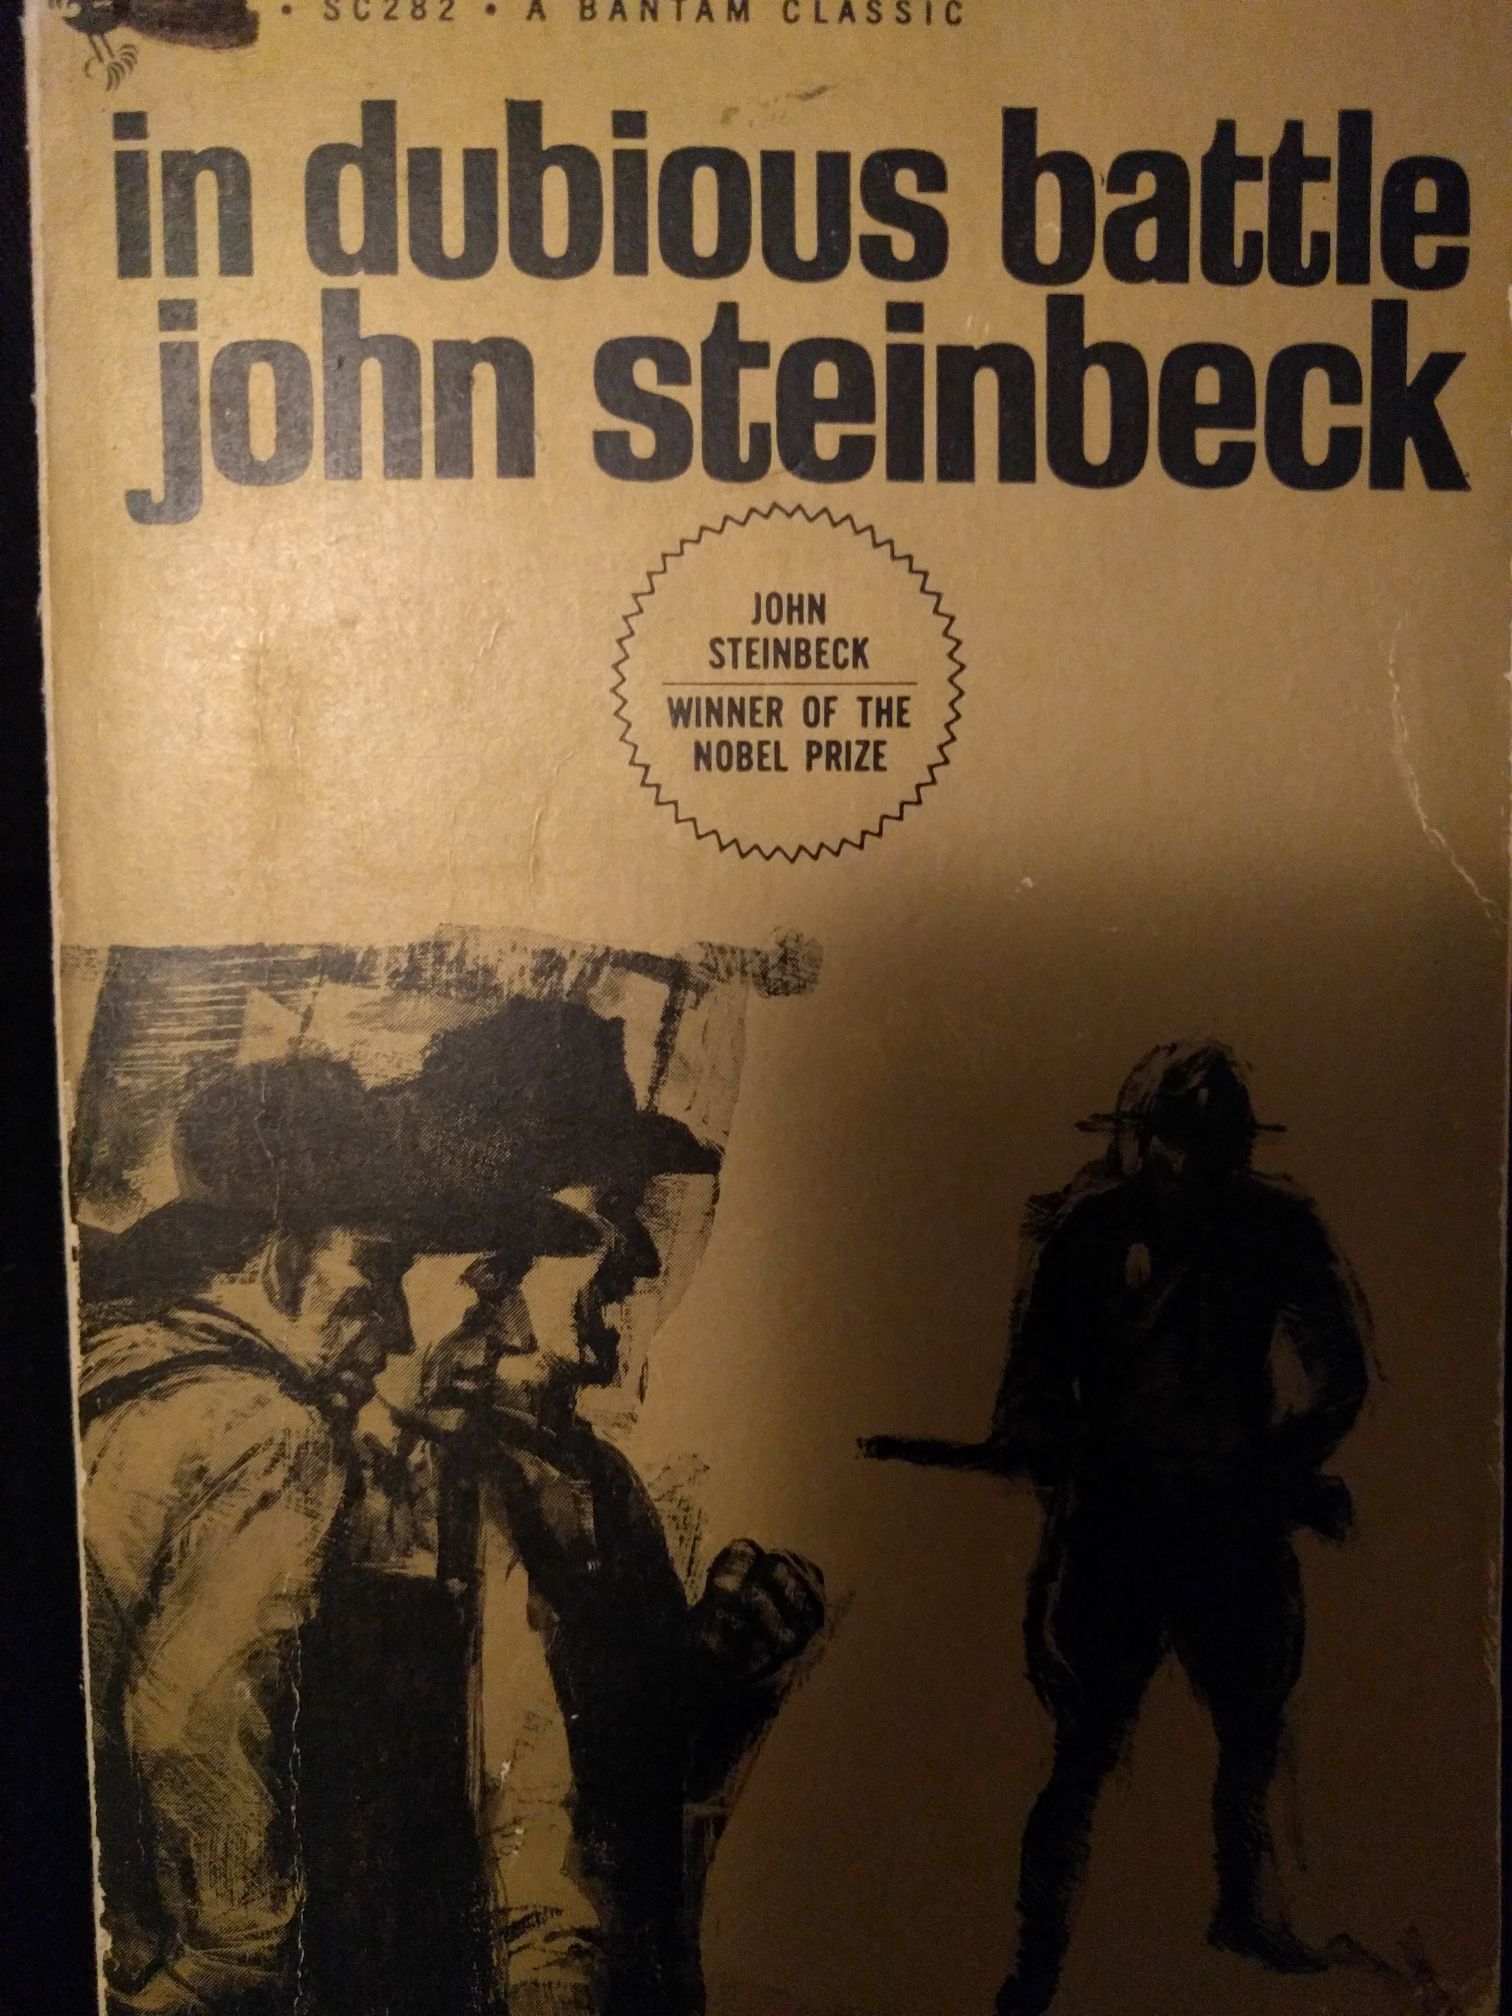 • SC282 • A BANTAM CLASSIC
in dubious battle
john steinbeck
JOHN
STEINBECK
WINNER OF THE
NOBEL PRIZE